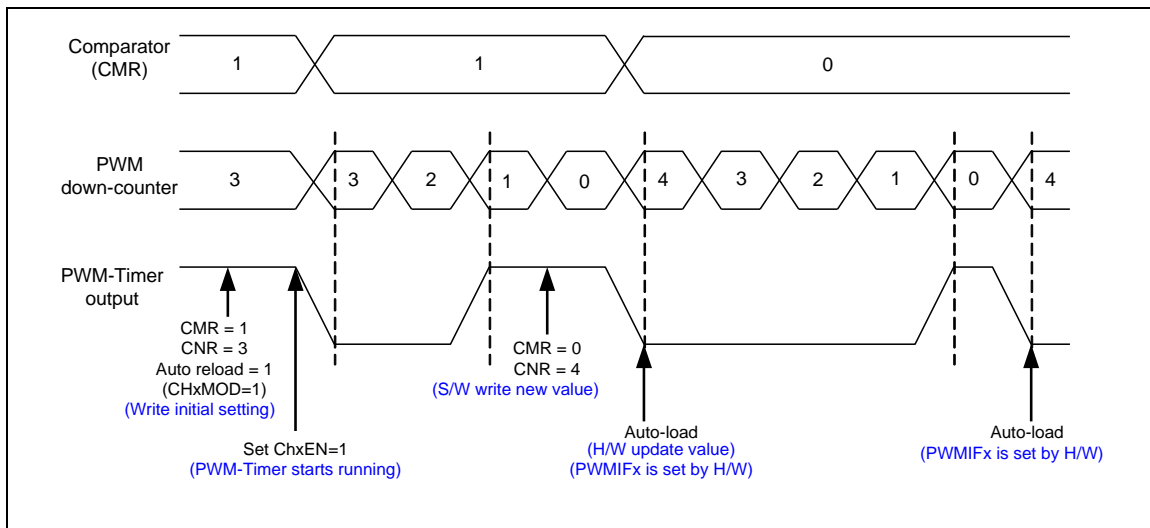 Comparator
(CMR)
1
1
0
PWM
down-counter
3
3
2
1
0
4
3
2
1
0
4
PWM-Timer
output
CMR = 1
CNR = 3
Auto reload = 1
(CHxMOD=1)
(Write initial setting)
CMR = 0
CNR = 4
(S/W write new value)
Set ChxEN=1
(PWM-Timer starts running)
Auto-load
(H/W update value)
(PWMIFx is set by H/W)
Auto-load
(PWMIFx is set by H/W)